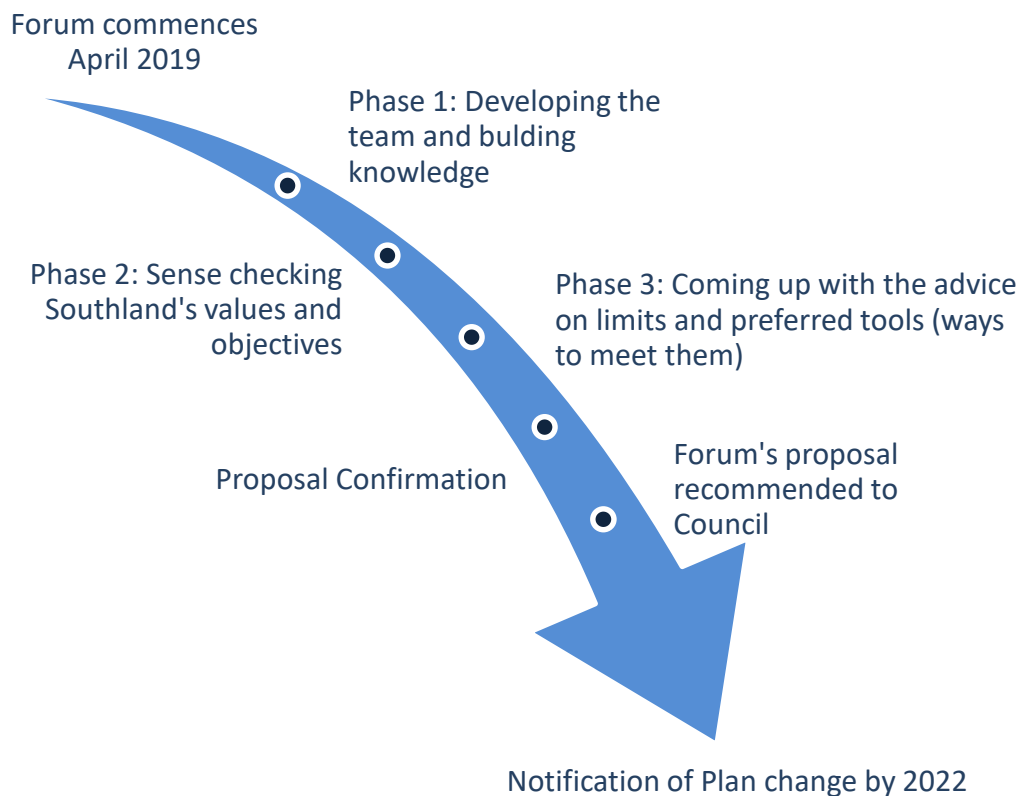 Forum commences
April 2019
Phase 1: Developing the
team and bulding
knowledge
Phase 2: Sense checking
Southland's values and
objectives
Phase 3: Coming up with the advice
on limits and preferred tools (ways
to meet them)
Proposal Confirmation
Forum's proposal
recommended to
Council
Notification of Plan change by 2022